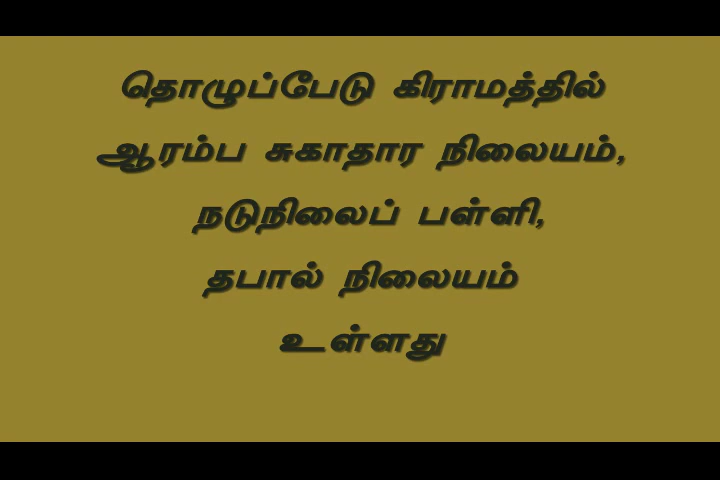 தொழுப்பேடு கிராமத்தில்
ஆரம்ப சுகாதார நிலையம்,
நடுநிலைப் பள்ளி,
தபால் நிலையம்
உள்ளது